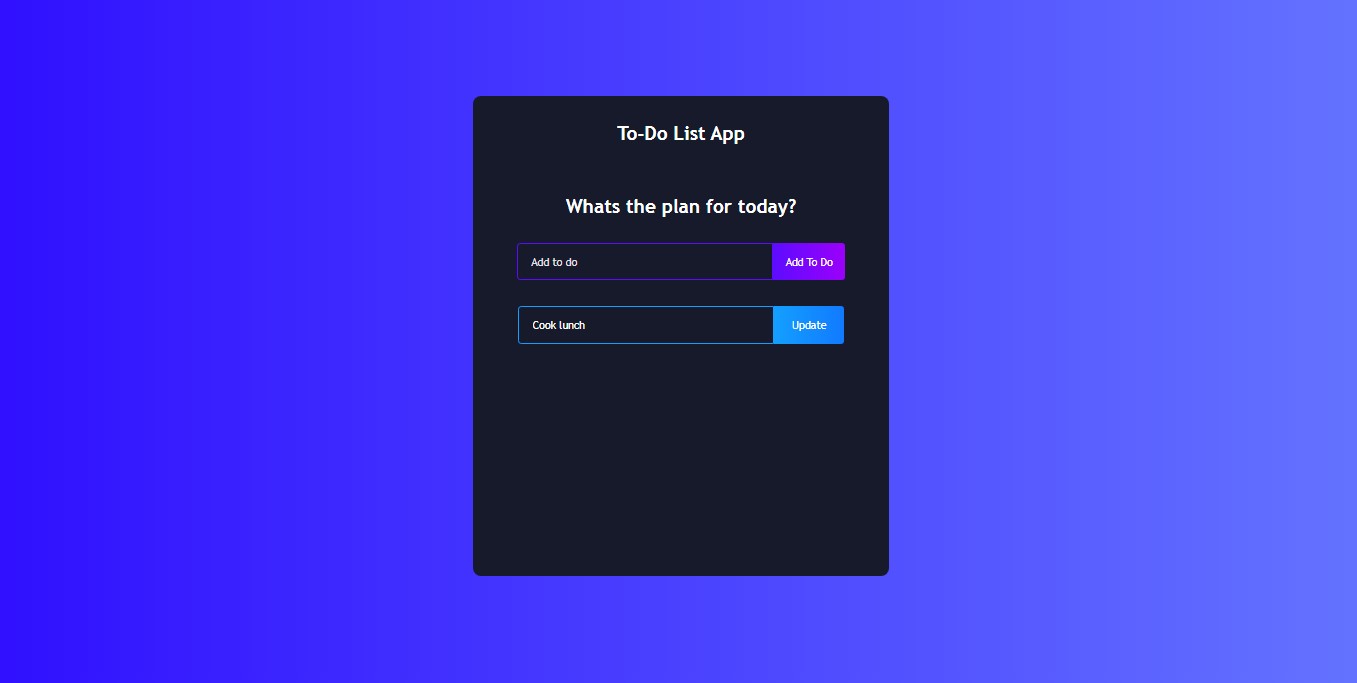 To-Do List App
Whats the plan for today?
Add to do
Add To Do
Cook lunch
Update